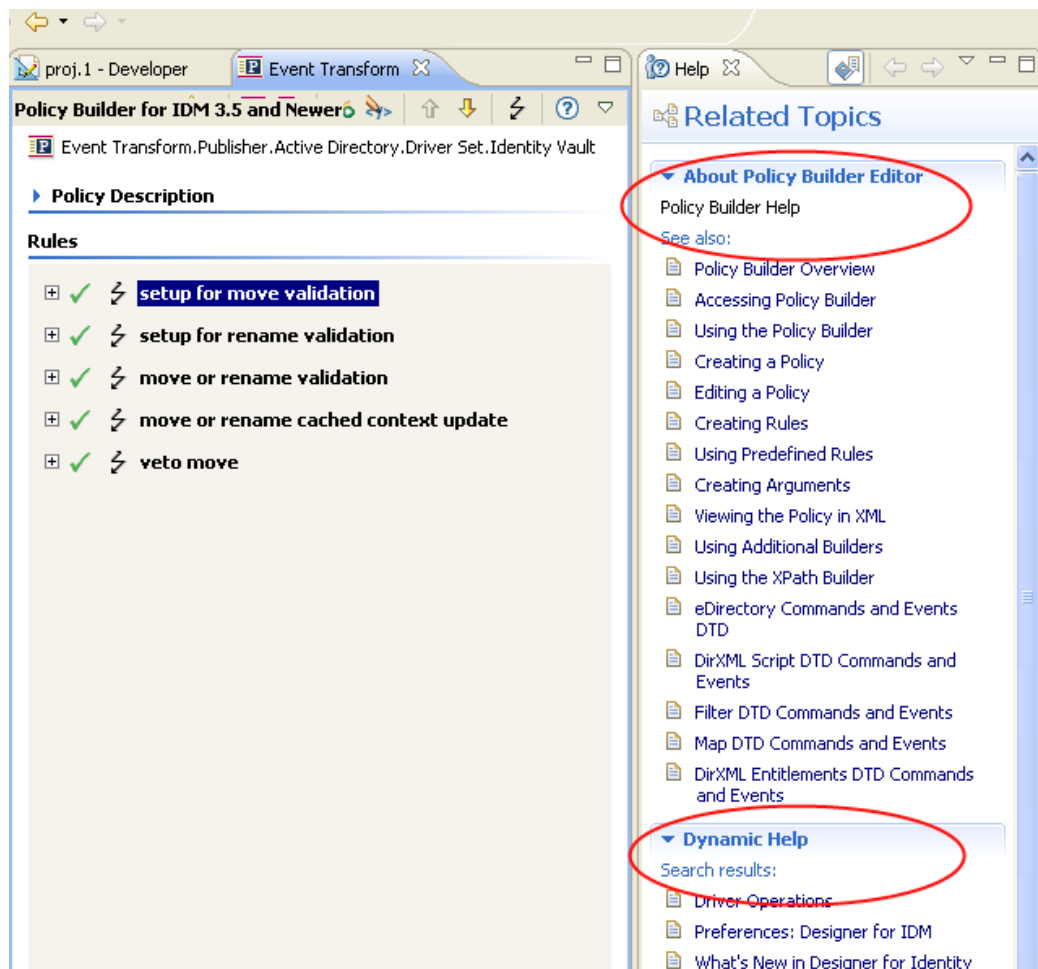 proj.1 - Developer
Event Transform
Policy Builder for IDM 3.5 and Newer
Event Transform.Publisher.Active Directory.Driver Set.Identity Vault
Policy Description
Rules
setup for move validation
setup for rename validation
move or rename validation
move or rename cached context update
veto move
Help
Related Topics
About Policy Builder Editor
Policy Builder Help
See also:
Policy Builder Overview
Accessing Policy Builder
Using the Policy Builder
Creating a Policy
Editing a Policy
Creating Rules
Using Predefined Rules
Creating Arguments
Viewing the Policy in XML
Using Additional Builders
Using the XPath Builder
eDirectory Commands and Events
DTD
DirXML Script DTD Commands and
Events
Filter DTD Commands and Events
Map DTD Commands and Events
DirXML Entitlements DTD Commands
and Events
Dynamic Help
Search results:
Driver Operations
Preferences: Designer for IDM
What's New in Designer for Identity